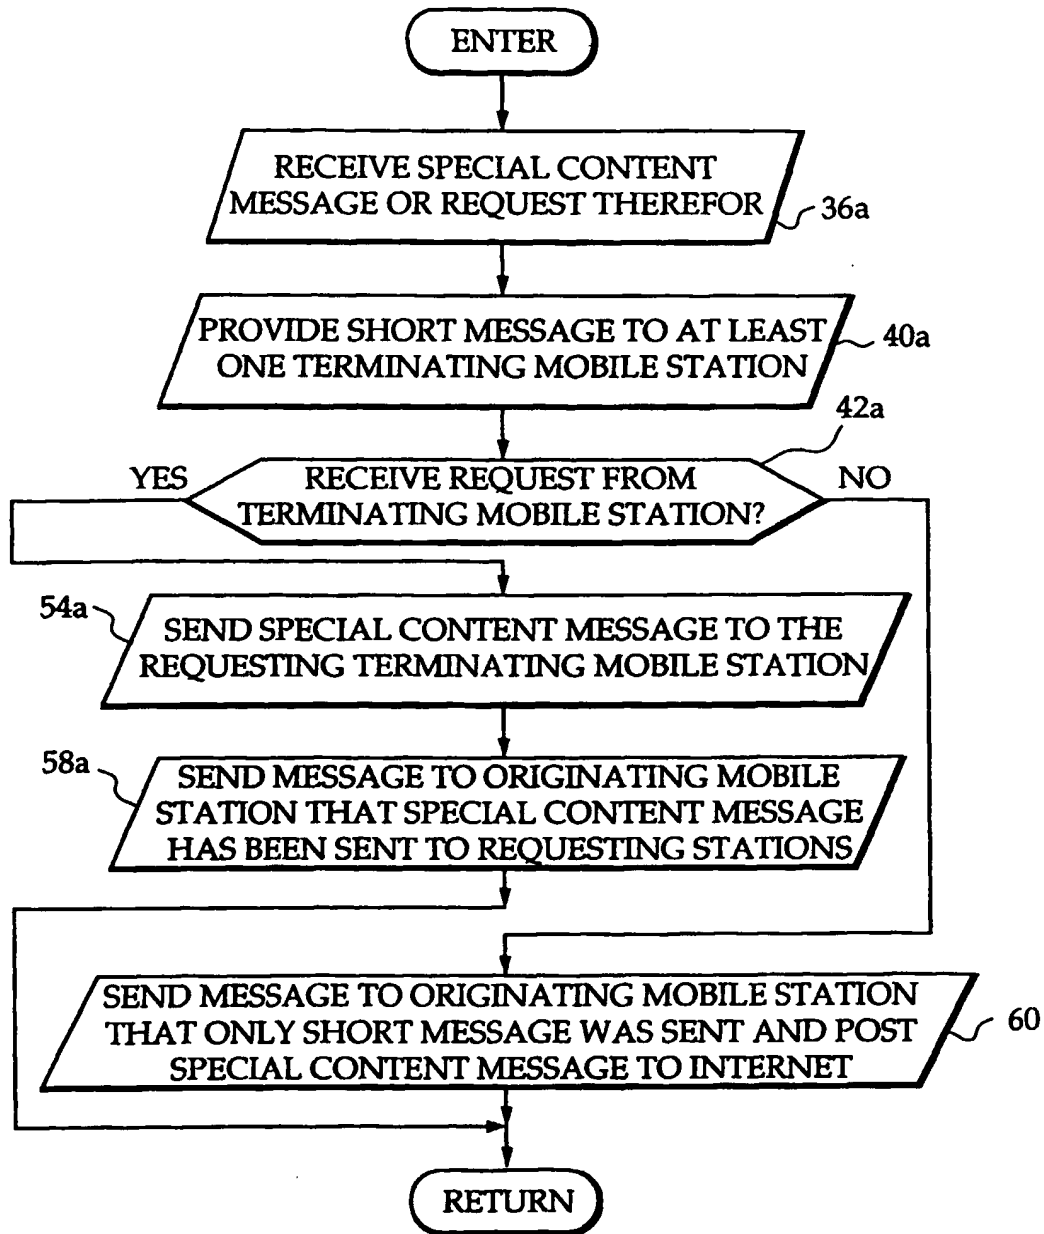 ENTER
RECEIVE SPECIAL CONTENT
MESSAGE OR REQUEST THEREFOR
36a
PROVIDE SHORT MESSAGE TO AT LEAST
ONE TERMINATING MOBILE STATION
40a
42a
YES
RECEIVE REQUEST FROM
TERMINATING MOBILE STATION?
NO
54a
SEND SPECIAL CONTENT MESSAGE TO THE
REQUESTING TERMINATING MOBILE STATION
58a
SEND MESSAGE TO ORIGINATING MOBILE
STATION THAT SPECIAL CONTENT MESSAGE
HAS BEEN SENT TO REQUESTING STATIONS
SEND MESSAGE TO ORIGINATING MOBILE STATION
THAT ONLY SHORT MESSAGE WAS SENT AND POST
SPECIAL CONTENT MESSAGE TO INTERNET
60
RETURN